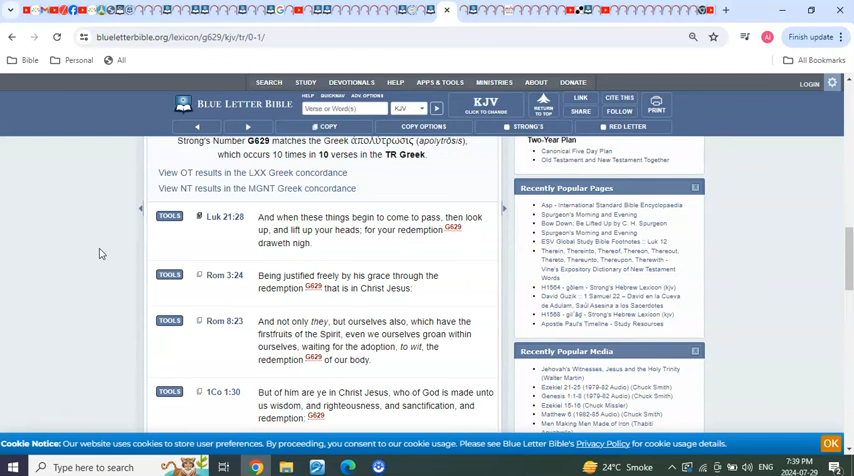 Finish update
blueletterbible.org/lexicon/g629/kjv/tr/0-1/
Bible Personal All All Bookmarks
SEARCH STUDY DEVOTIONALS HELP APPS & TOOLS MINISTRIES ABOUT DONATE LOGIN
HELP QUICKNAV ADV. OPTIONS
BLUE LETTER BIBLE Verse or Word(s) KJV
KJV
CLICK TO CHANGE
RETURN
TO TOP
LINK CITE THIS
SHARE FOLLOW
PRINT
COPY COPY OPTIONS STRONG'S RED LETTER
Strong's Number G629 matches the Greek ἀπολύτρωσις (apolytrōsis),
which occurs 10 times in 10 verses in the TR Greek.
View OT results in the LXX Greek concordance
View NT results in the MGNT Greek concordance
TOOLS Luk 21:28 And when these things begin to come to pass, then look
up, and lift up your heads; for your redemption G629
draweth nigh.
TOOLS Rom 3:24 Being justified freely by his grace through the
redemption G629 that is in Christ Jesus:
TOOLS Rom 8:23 And not only they, but ourselves also, which have the
firstfruits of the Spirit, even we ourselves groan within
ourselves, waiting for the adoption, to wit, the
redemption G629 of our body.
TOOLS 1Co 1:30 But of him are ye in Christ Jesus, who of God is made unto
us wisdom, and righteousness, and sanctification, and
redemption: G629
Two-Year Plan
Canonical Five Day Plan
Old Testament and New Testament Together
Recently Popular Pages
Asp - International Standard Bible Encyclopaedia
Spurgeon's Morning and Evening
Bow Down, Be Lifted Up by C. H. Spurgeon
Spurgeon's Morning and Evening
ESV Global Study Bible Footnotes :: Luk 12
Therein, Thereinto, Thereof, Thereon, Thereout,
Thereto, Thereunto, Thereupon, Therewith -
Vine's Expository Dictionary of New Testament
Words
H1564 - gōlem - Strong's Hebrew Lexicon (kjv)
David Guzik :: 1 Samuel 22 – David en la Cueva
de Adulam, Saúl Asesina a los Sacerdotes
Strong's Hebrew Lexicon (kjv)
Apostle Paul's Timeline - Study Resources
Recently Popular Media
Jehovah's Witnesses, Jesus and the Holy Trinity
(Walter Martin)
Ezekiel 21-25 (1979-82 Audio) (Chuck Smith)
Genesis 1:1-8 (Chuck Smith)
Ezekiel 15-16 (Chuck Missler)
Matthew 6 (1982-85 Audio) (Chuck Smith)
Men Making Men Made of Iron (Thabiti
Cookie Notice: Our website uses cookies to store user preferences. By proceeding, you consent to our cookie usage. Please see Blue Letter Bible's Privacy Policy for cookie usage details. OK
Type here to search
24°C Smoke
7:39 PM
2024-07-29